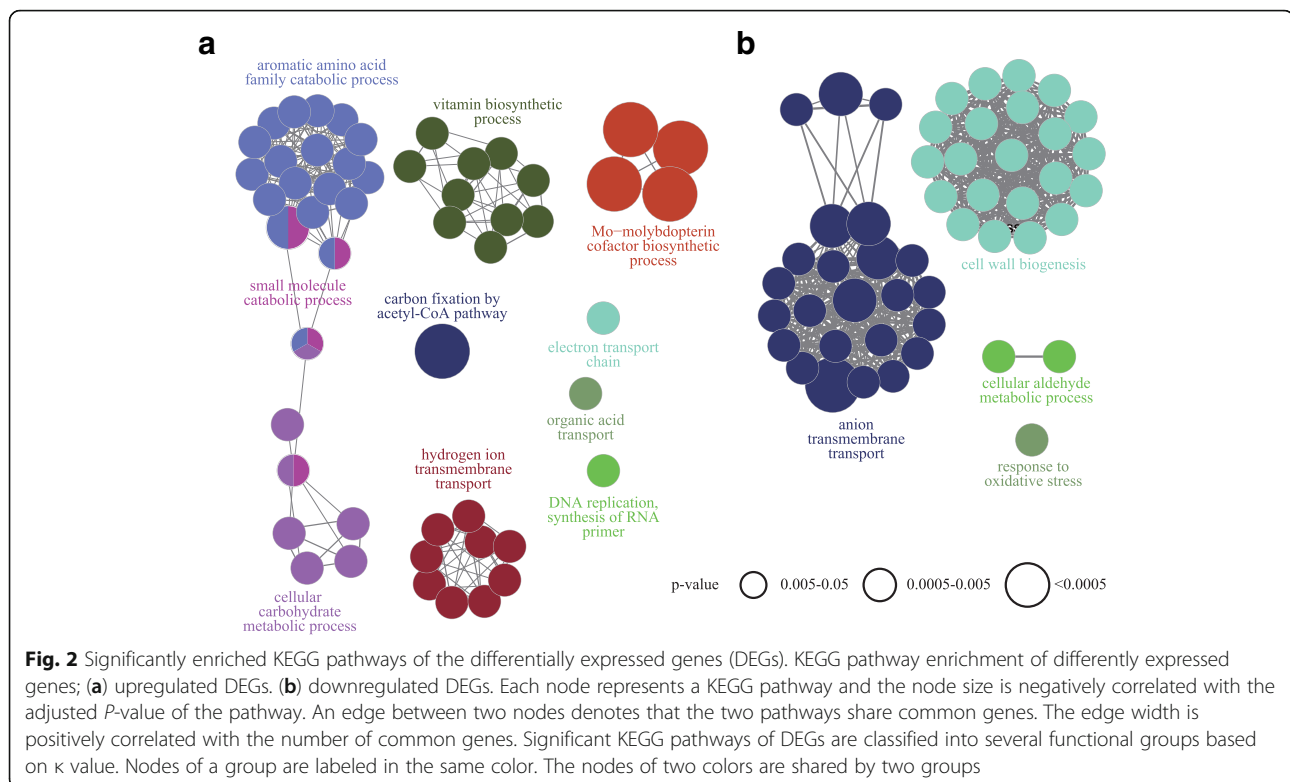 a
b
aromatic amino acid
family catabolic process
vitamin biosynthetic
process
Mo−molybdopterin
cofactor biosynthetic
process
cell wall biogenesis
small molecule
catabolic process
carbon fixation by
acetyl-CoA pathway
electron transport
chain
cellular aldehyde
metabolic process
organic acid
transport
anion
transmembrane
transport
hydrogen ion
transmembrane
transport
response to
oxidative stress
DNA replication,
synthesis of RNA
primer
cellular
carbohydrate
metabolic process
p-value 0.005-0.05 0.0005-0.005 <0.0005
Fig. 2 Significantly enriched KEGG pathways of the differentially expressed genes (DEGs). KEGG pathway enrichment of differently expressed
genes; (a) upregulated DEGs. (b) downregulated DEGs. Each node represents a KEGG pathway and the node size is negatively correlated with the
adjusted P-value of the pathway. An edge between two nodes denotes that the two pathways share common genes. The edge width is
positively correlated with the number of common genes. Significant KEGG pathways of DEGs are classified into several functional groups based
on κ value. Nodes of a group are labeled in the same color. The nodes of two colors are shared by two groups